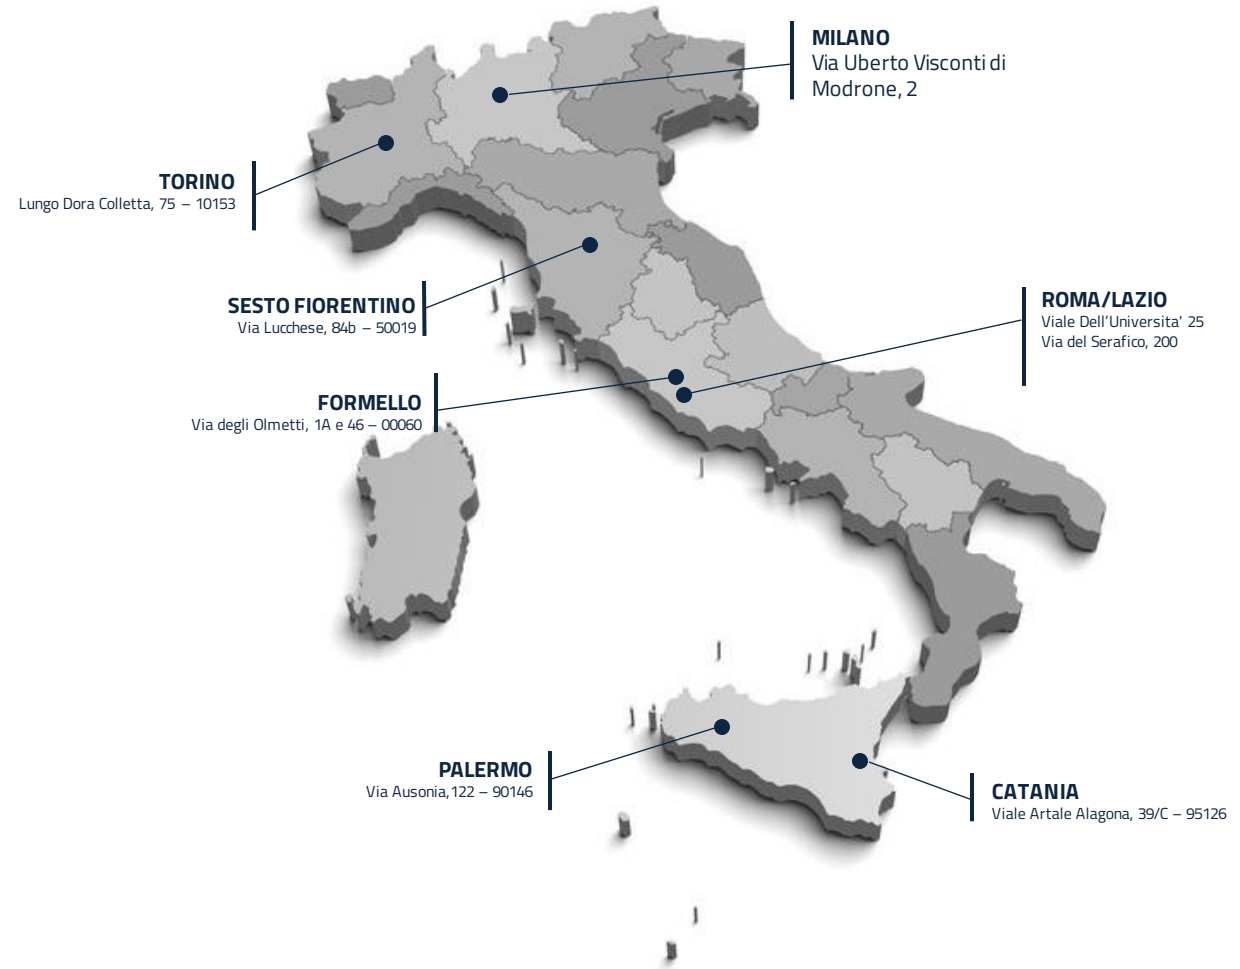 MILANO
Via Uberto Visconti di
Modrone, 2
TORINO
Lungo Dora Colletta, 75 – 10153
SESTO FIORENTINO
Via Lucchese, 84b – 50019
ROMA/LAZIO
Viale Dell'Universita' 25
Via del Serafico, 200
FORMELLO
Via degli Olmetti, 1A e 46 – 00060
PALERMO
Via Ausonia,122 – 90146
CATANIA
Viale Artale Alagona, 39/C – 95126